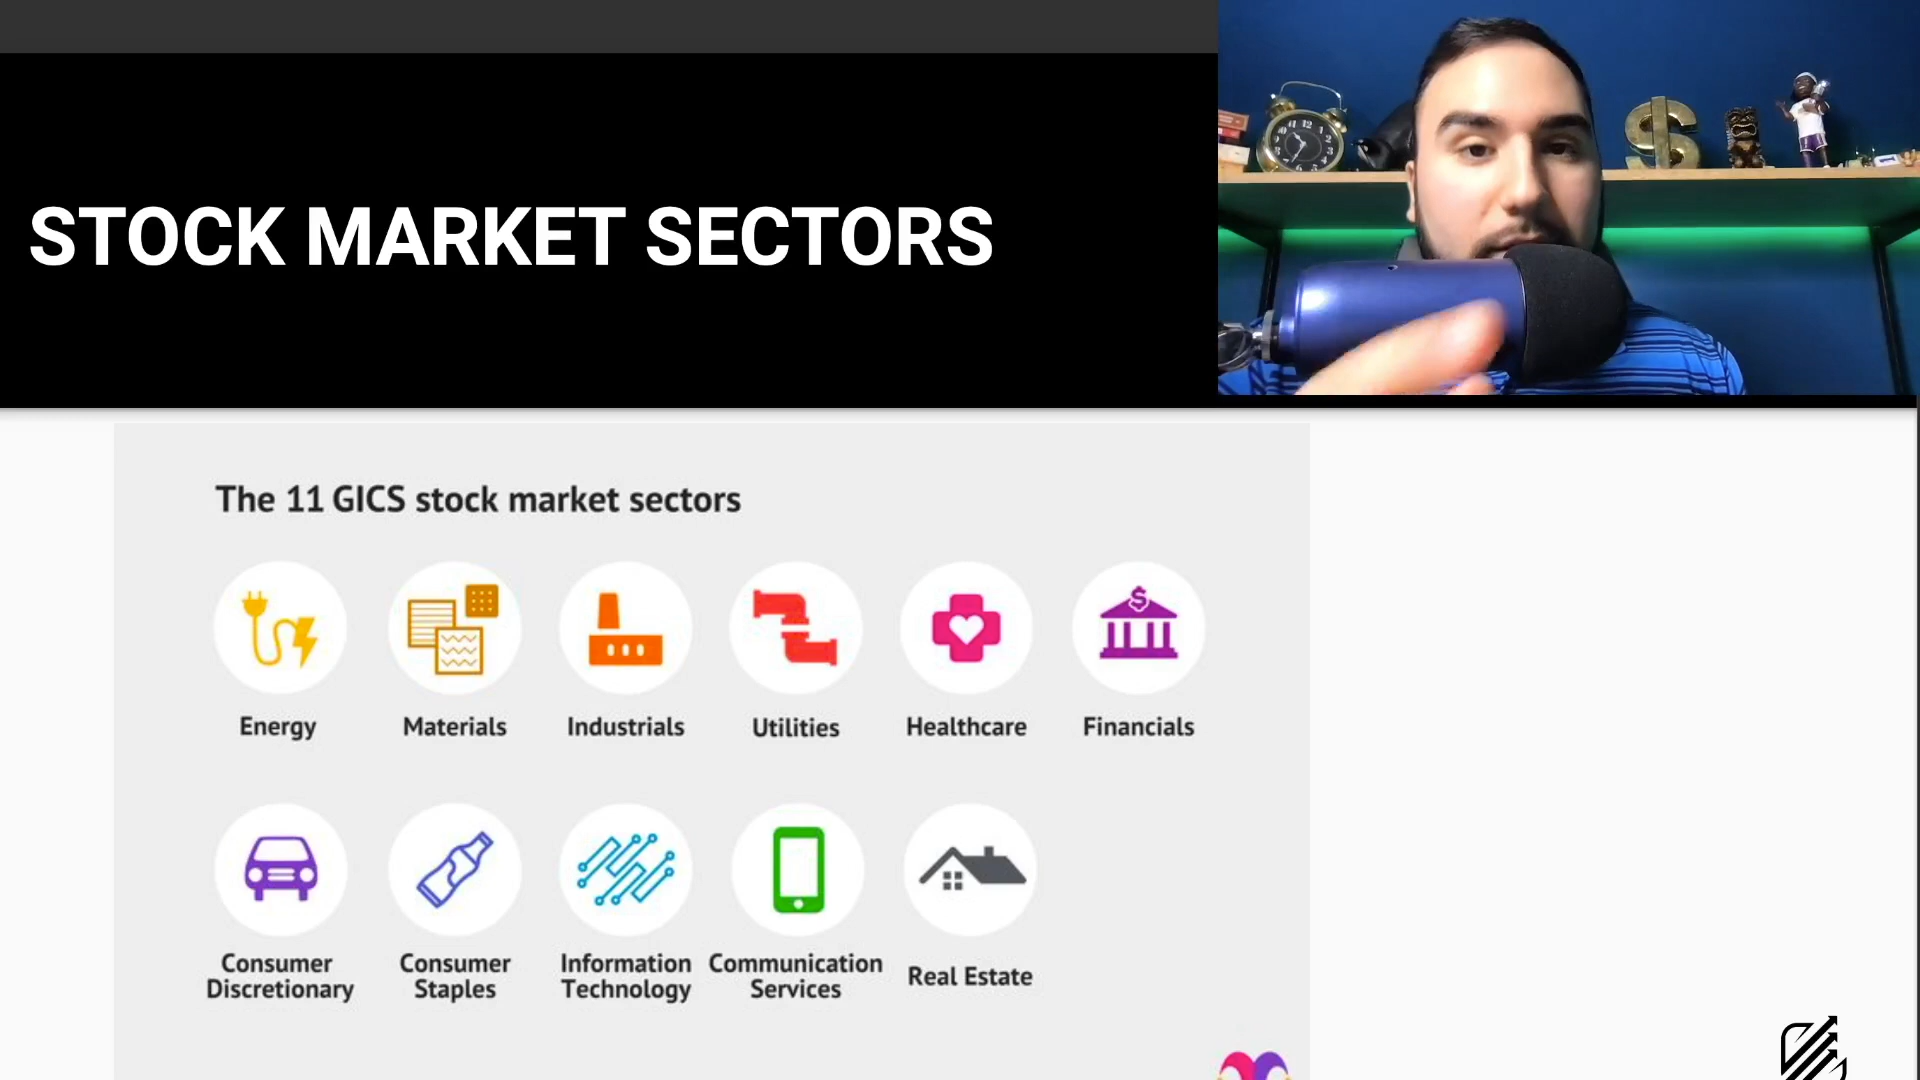 STOCK MARKET SECTORS
The 11 GICS stock market sectors
Energy
Materials
Industrials
Utilities
Healthcare
Financials
Consumer
Discretionary
Consumer
Staples
Information
Technology
Communication
Services
Real Estate